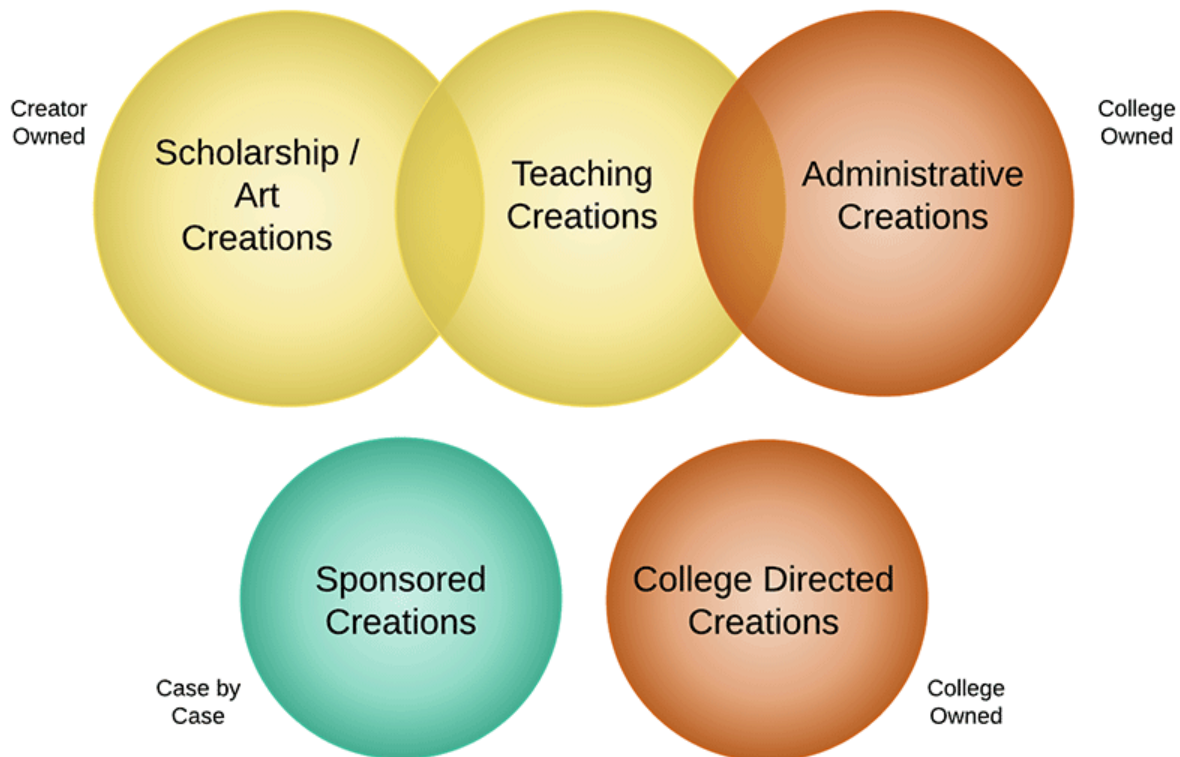 Creator
Owned
Scholarship /
Art
Creations
Teaching
Creations
Administrative
Creations
College
Owned
Sponsored
Creations
Case by
Case
College Directed
Creations
College
Owned